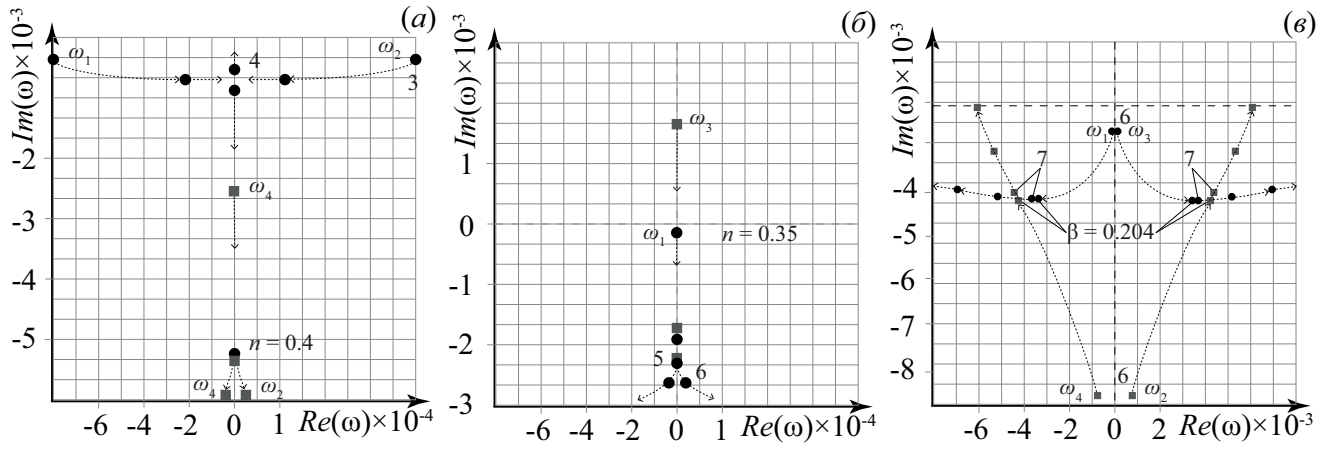 (а)
Im(ω)×10⁻³
ω₁
4
ω₂
3
-2
ω₄
-3
-4
-5
n = 0.4
ω₄
ω₂
-6 -4 -2 0 1 Re(ω)×10⁻⁴
(б)
Im(ω)×10⁻³
ω₃
1
0
ω₁
n = 0.35
-1
-2
5
6
-3
-6 -4 -2 0 1 Re(ω)×10⁻⁴
(в)
Im(ω)×10⁻³
6
ω₁ ω₃
7 7
-4
β = 0.204
-5
-6
-7
-8
6
ω₄ ω₂
-6 -4 -2 0 2 Re(ω)×10⁻³